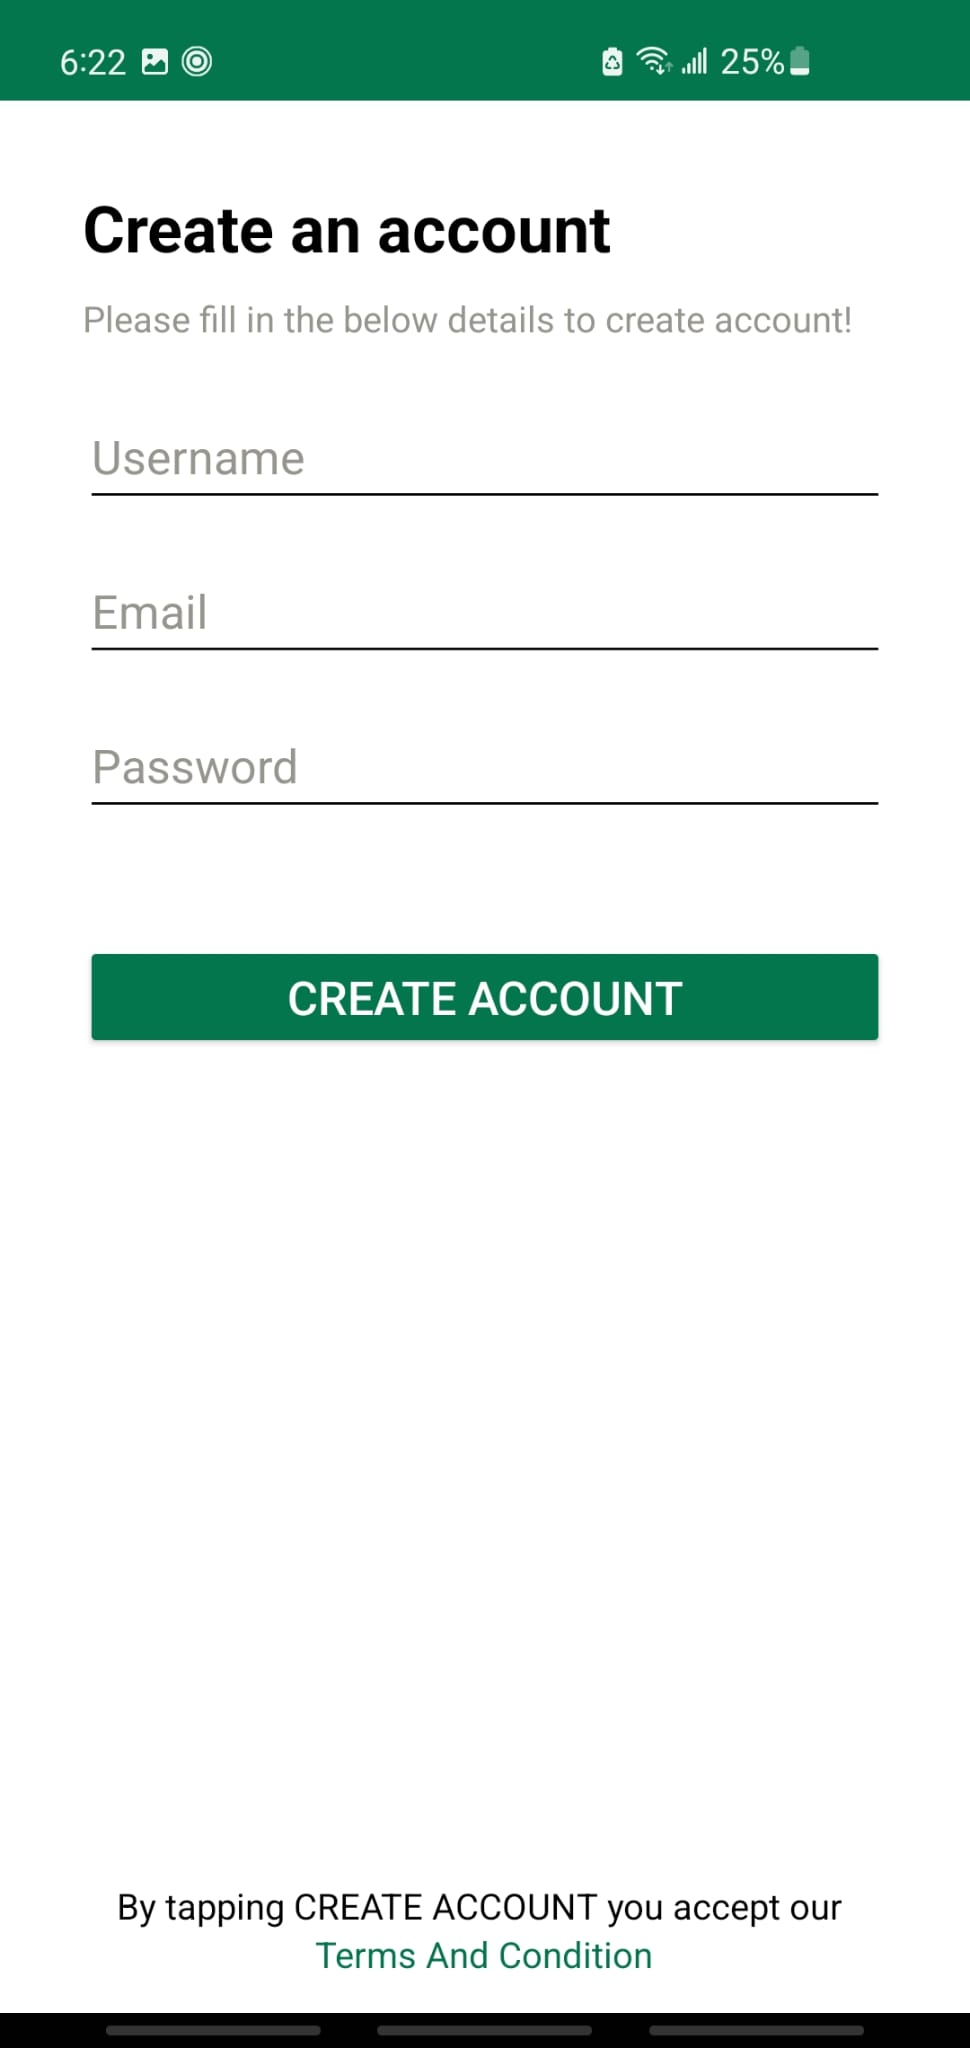 6:22 25%
Create an account
Please fill in the below details to create account!
Username
Email
Password
CREATE ACCOUNT
By tapping CREATE ACCOUNT you accept our
Terms And Condition